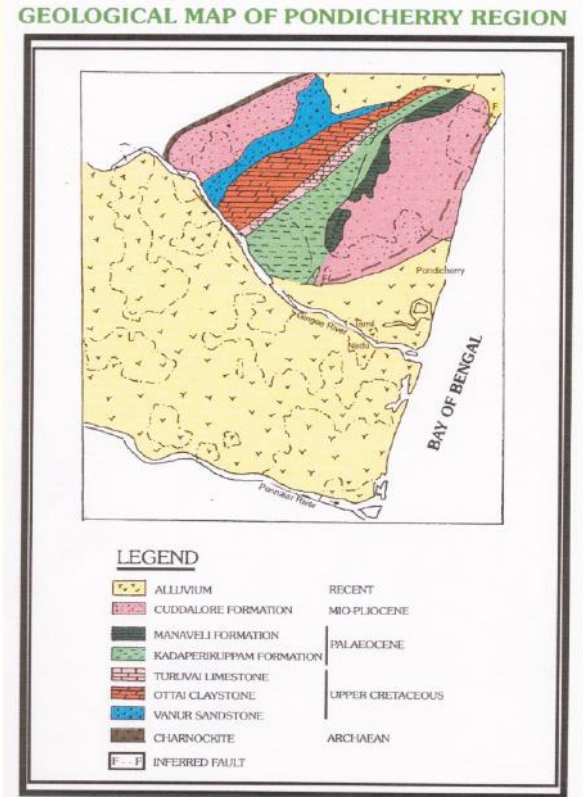 GEOLOGICAL MAP OF PONDICHERRY REGION
F
Pondicherry
F
Gingee River
Tamil
Nadu
BAY OF BENGAL
Ponnaiar River
LEGEND
ALLUVIUM RECENT
CUDDALORE FORMATION MIO-PLIOCENE
MANAVELI FORMATION
PALAEOCENE
KADAPERIKUPPAM FORMATION
TURUVAI LIMESTONE
OTTAI CLAYSTONE
UPPER CRETACEOUS
VANUR SANDSTONE
CHARNOCKITE ARCHAEAN
F - - F INFERRED FAULT